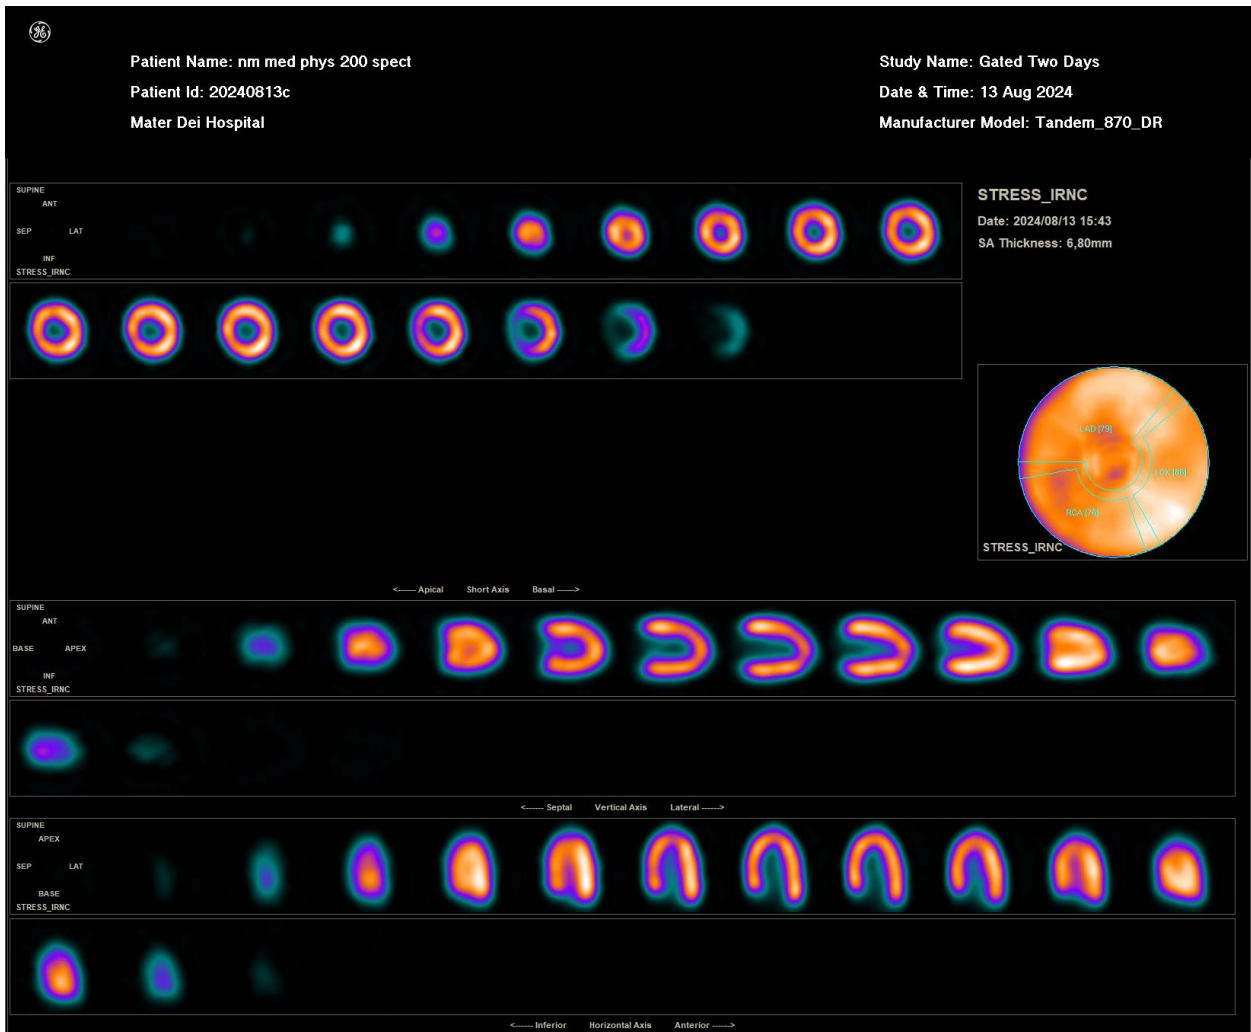 Patient Name: nm med phys 200 spect
Patient Id: 20240813c
Mater Dei Hospital
Study Name: Gated Two Days
Date & Time: 13 Aug 2024
Manufacturer Model: Tandem_870_DR
SUPINE
ANT
SEP LAT
INF
STRESS_IRNC
STRESS_IRNC
Date: 2024/08/13 15:43
SA Thickness: 6,80mm
LAD [79]
LCX [86]
RCA [76]
STRESS_IRNC
<------ Apical Short Axis Basal ------>
SUPINE
ANT
BASE APEX
INF
STRESS_IRNC
<------ Septal Vertical Axis Lateral ------>
SUPINE
APEX
SEP LAT
BASE
STRESS_IRNC
<------ Inferior Horizontal Axis Anterior ------>